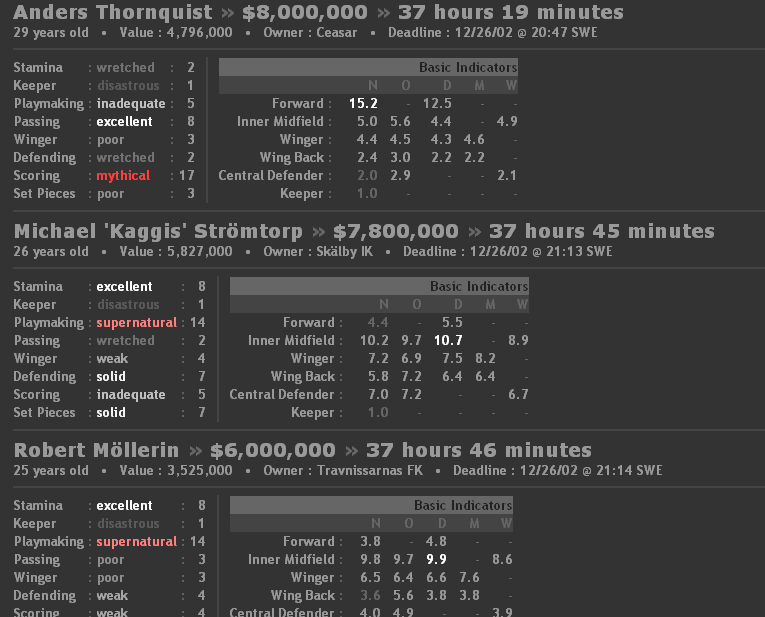 Anders Thornquist » $8,000,000 » 37 hours 19 minutes
29 years old • Value : 4,796,000 • Owner : Ceasar • Deadline : 12/26/02 @ 20:47 SWE
Stamina : wretched : 2
Keeper : disastrous : 1
Playmaking : inadequate : 5
Passing : excellent : 8
Winger : poor : 3
Defending : wretched : 2
Scoring : mythical : 17
Set Pieces : poor : 3
Basic Indicators
N O D M W
Forward : 15.2 - 12.5 - -
Inner Midfield : 5.0 5.6 4.4 - 4.9
Winger : 4.4 4.5 4.3 4.6 -
Wing Back : 2.4 3.0 2.2 2.2 -
Central Defender : 2.0 2.9 - - 2.1
Keeper : 1.0 - - - -
Michael 'Kaggis' Strömtorp » $7,800,000 » 37 hours 45 minutes
26 years old • Value : 5,827,000 • Owner : Skälby IK • Deadline : 12/26/02 @ 21:13 SWE
Stamina : excellent : 8
Keeper : disastrous : 1
Playmaking : supernatural : 14
Passing : wretched : 2
Winger : weak : 4
Defending : solid : 7
Scoring : inadequate : 5
Set Pieces : solid : 7
Basic Indicators
N O D M W
Forward : 4.4 - 5.5 - -
Inner Midfield : 10.2 9.7 10.7 - 8.9
Winger : 7.2 6.9 7.5 8.2 -
Wing Back : 5.8 7.2 6.4 6.4 -
Central Defender : 7.0 7.2 - - 6.7
Keeper : 1.0 - - - -
Robert Möllerin » $6,000,000 » 37 hours 46 minutes
25 years old • Value : 3,525,000 • Owner : Travnissarnas FK • Deadline : 12/26/02 @ 21:14 SWE
Stamina : excellent : 8
Keeper : disastrous : 1
Playmaking : supernatural : 14
Passing : poor : 3
Winger : poor : 3
Defending : weak : 4
Scoring : weak : 4
Basic Indicators
N O D M W
Forward : 3.8 - 4.8 - -
Inner Midfield : 9.8 9.7 9.9 - 8.6
Winger : 6.5 6.4 6.6 7.6 -
Wing Back : 3.6 5.6 3.8 3.8 -
Central Defender : 4.0 4.9 - - 3.9